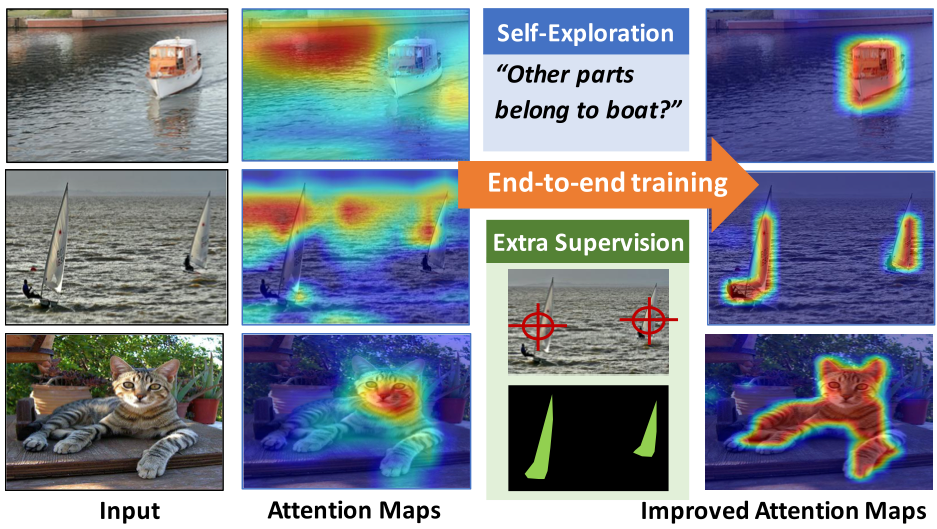 Self-Exploration
“Other parts
belong to boat?”
End-to-end training
Extra Supervision
Input
Attention Maps
Improved Attention Maps